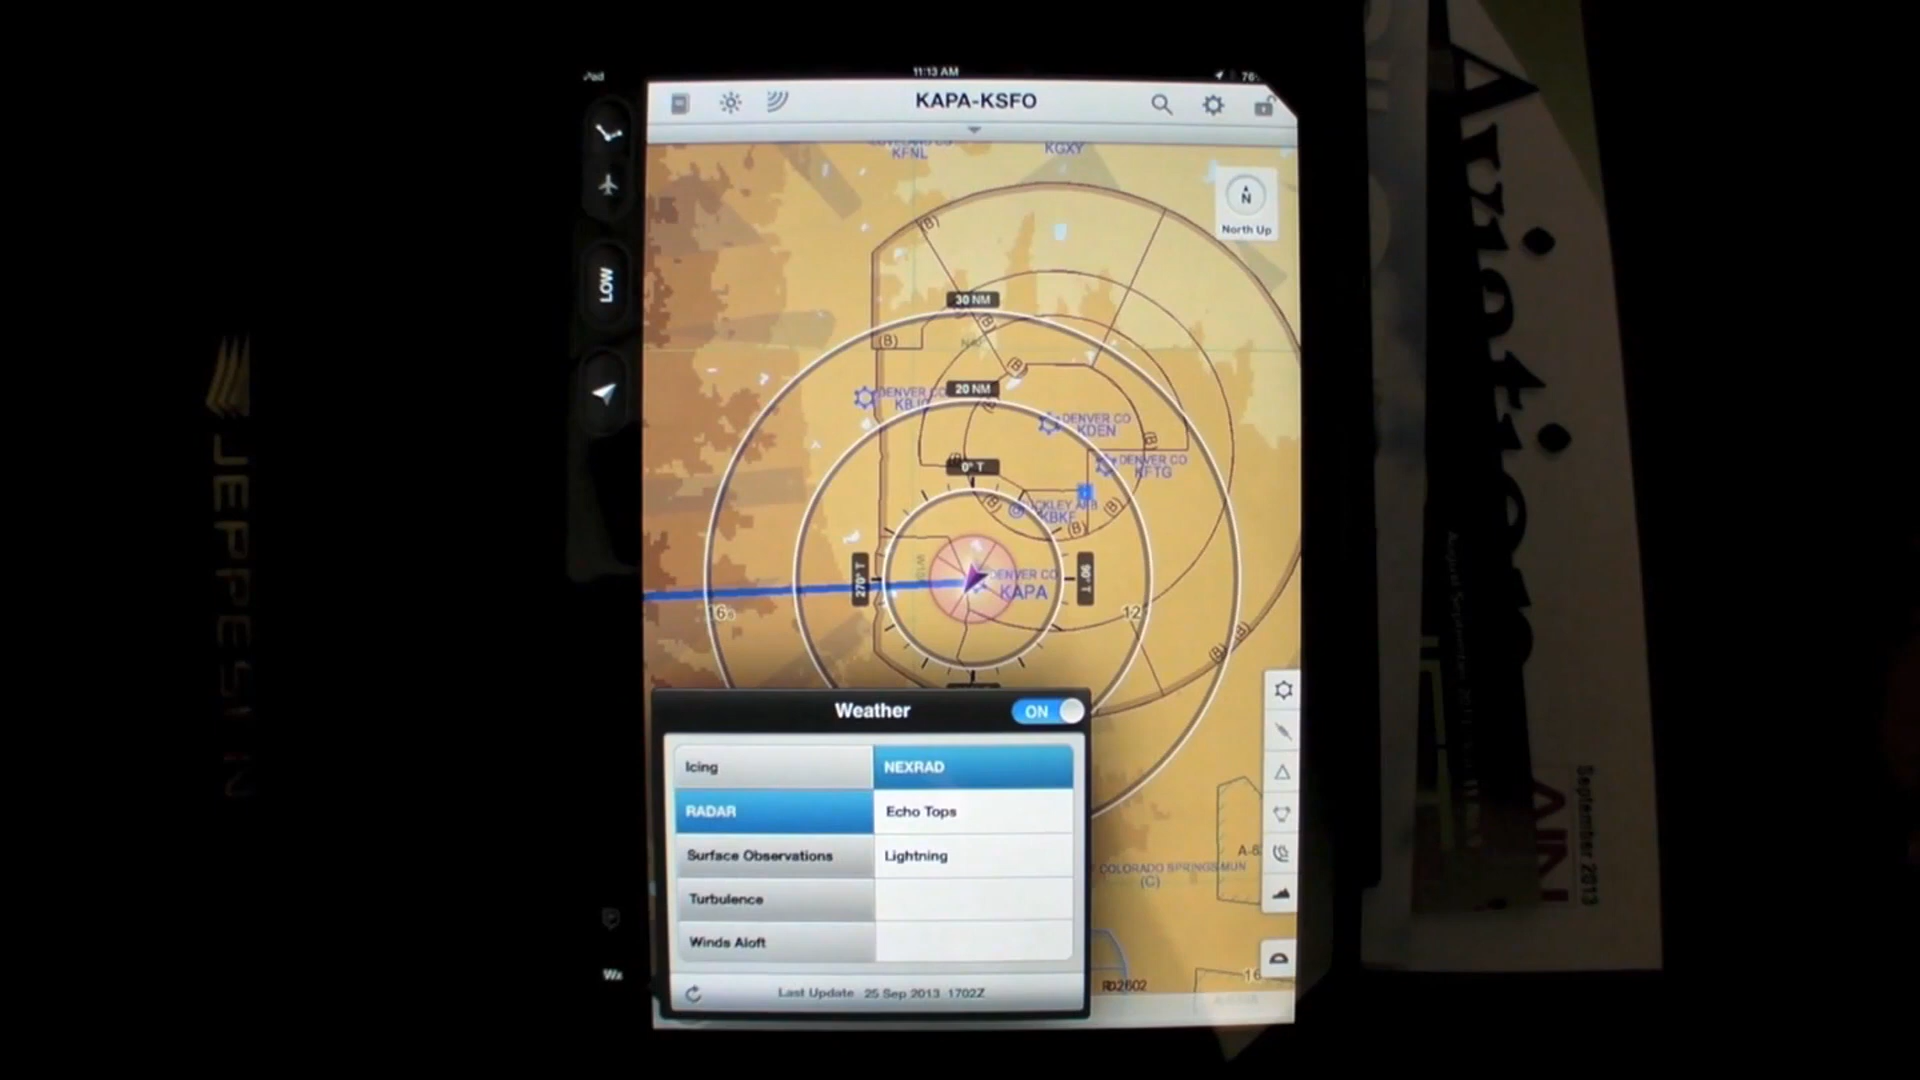 iPad
11:13 AM
KAPA-KSFO
KFNL
KGXY
N
North Up
LOW
(B)
30 NM
(B)
(B)
(B)
20 NM
DENVER CO
KDEN
(B)
DENVER CO
KFTG
0° T
(B)
(B)
KBKF
(B)
270° T
90° T
DENVER CO
KAPA
12
(B)
(B)
Weather
ON
Icing
NEXRAD
RADAR
Echo Tops
Surface Observations
Lightning
Turbulence
Winds Aloft
Last Update 25 Sep 2013 1702Z
COLORADO SPRINGS MUN
(C)
16
Wx
JEPPESEN
AIN
September 2013